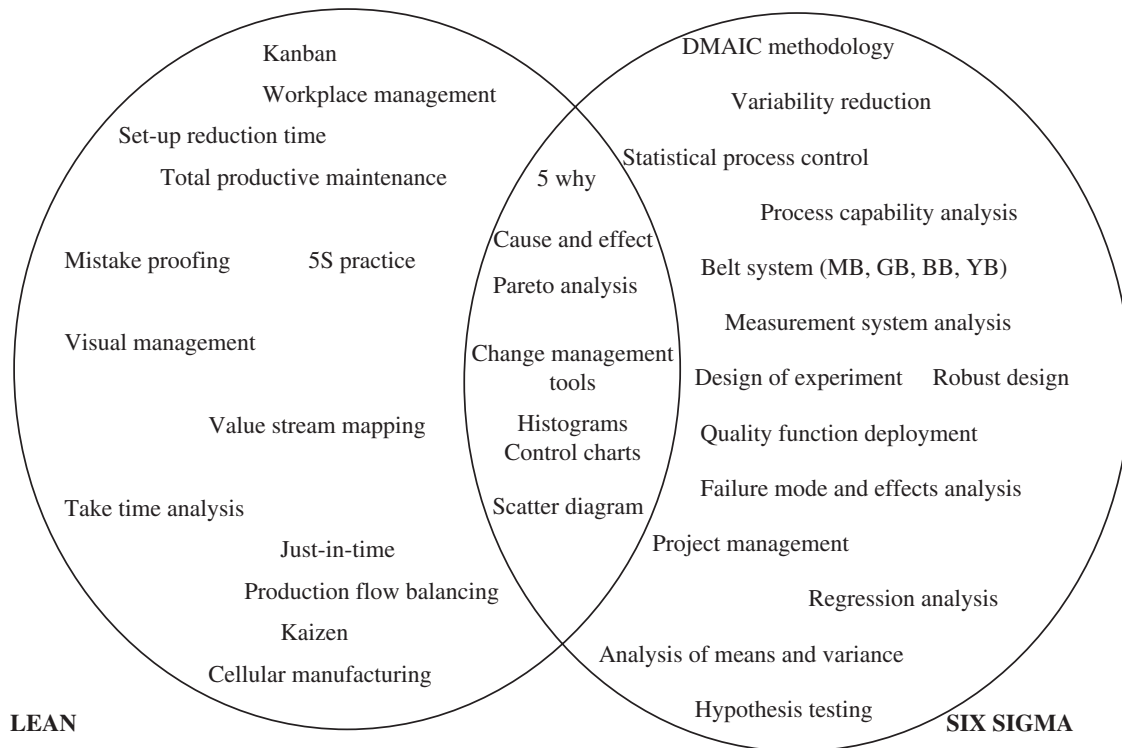 Kanban
Workplace management
Set-up reduction time
Total productive maintenance
Mistake proofing
5S practice
Visual management
Value stream mapping
Take time analysis
Just-in-time
Production flow balancing
Kaizen
Cellular manufacturing
LEAN
5 why
Cause and effect
Pareto analysis
Change management
tools
Histograms
Control charts
Scatter diagram
DMAIC methodology
Variability reduction
Statistical process control
Process capability analysis
Belt system (MB, GB, BB, YB)
Measurement system analysis
Design of experiment
Robust design
Quality function deployment
Failure mode and effects analysis
Project management
Regression analysis
Analysis of means and variance
Hypothesis testing
SIX SIGMA